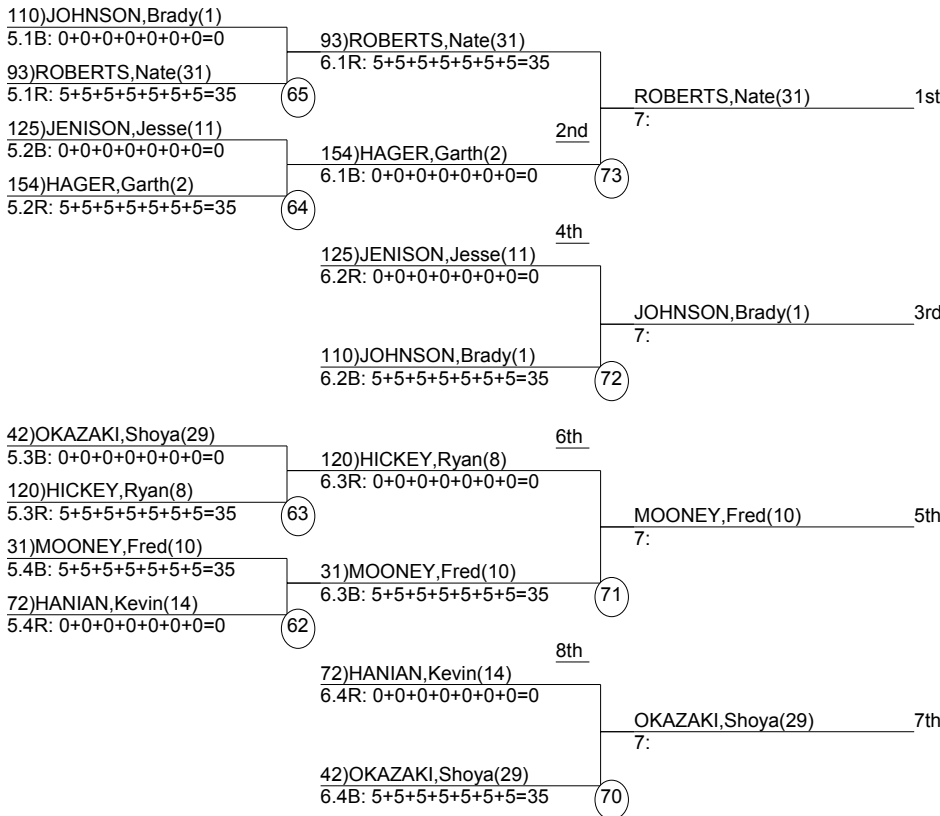 110)JOHNSON,Brady(1)
5.1B: 0+0+0+0+0+0+0=0
93)ROBERTS,Nate(31)
5.1R: 5+5+5+5+5+5+5=35
65
125)JENISON,Jesse(11)
5.2B: 0+0+0+0+0+0+0=0
154)HAGER,Garth(2)
5.2R: 5+5+5+5+5+5+5=35
64
93)ROBERTS,Nate(31)
6.1R: 5+5+5+5+5+5+5=35
2nd
154)HAGER,Garth(2)
6.1B: 0+0+0+0+0+0+0=0
73
ROBERTS,Nate(31)
7:
1st
4th
125)JENISON,Jesse(11)
6.2R: 0+0+0+0+0+0+0=0
110)JOHNSON,Brady(1)
6.2B: 5+5+5+5+5+5+5=35
72
JOHNSON,Brady(1)
7:
3rd
42)OKAZAKI,Shoya(29)
5.3B: 0+0+0+0+0+0+0=0
120)HICKEY,Ryan(8)
5.3R: 5+5+5+5+5+5+5=35
63
31)MOONEY,Fred(10)
5.4B: 5+5+5+5+5+5+5=35
72)HANIAN,Kevin(14)
5.4R: 0+0+0+0+0+0+0=0
62
6th
120)HICKEY,Ryan(8)
6.3R: 0+0+0+0+0+0+0=0
31)MOONEY,Fred(10)
6.3B: 5+5+5+5+5+5+5=35
71
MOONEY,Fred(10)
7:
5th
8th
72)HANIAN,Kevin(14)
6.4R: 0+0+0+0+0+0+0=0
42)OKAZAKI,Shoya(29)
6.4B: 5+5+5+5+5+5+5=35
70
OKAZAKI,Shoya(29)
7:
7th